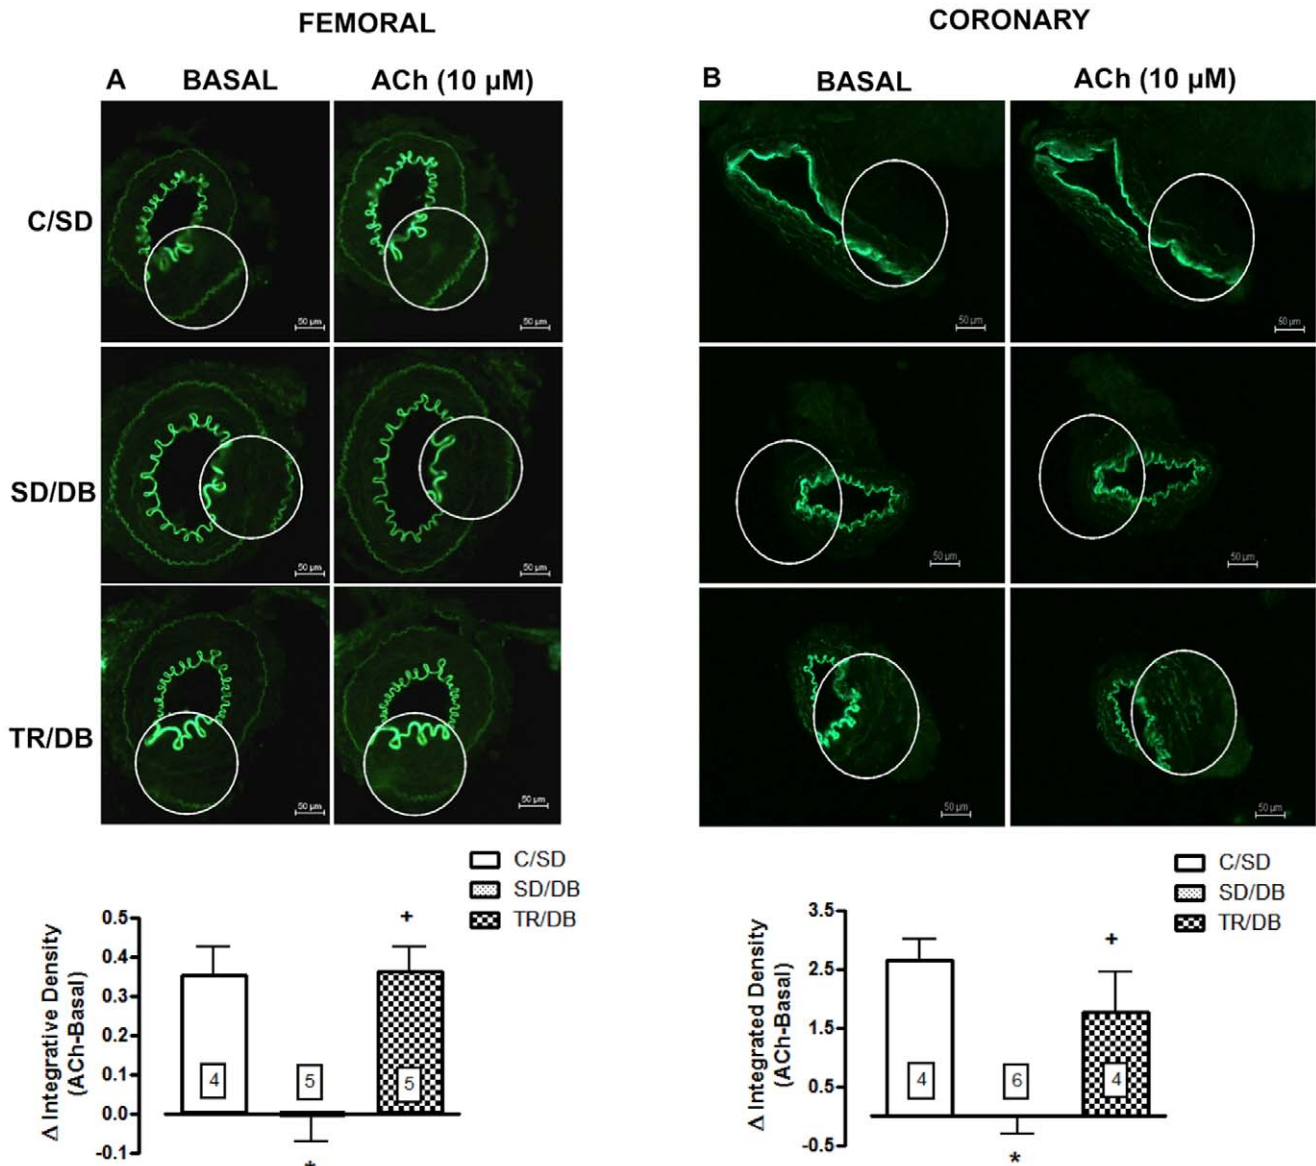 FEMORAL
CORONARY
A BASAL ACh (10 µM)
B BASAL ACh (10 µM)
C/SD
50 µm 50 µm 50 µm 50 µm
SD/DB
50 µm 50 µm 50 µm 50 µm
TR/DB
50 µm 50 µm 50 µm 50 µm
C/SD
SD/DB
TR/DB
Δ Integrative Density
(ACh-Basal)
0.5
0.4
0.3
0.2
0.1
0.0
-0.1
+
4 5 5
*
C/SD
SD/DB
TR/DB
Δ Integrated Density
(ACh-Basal)
3.5
2.5
1.5
0.5
-0.5
+
4 6 4
*